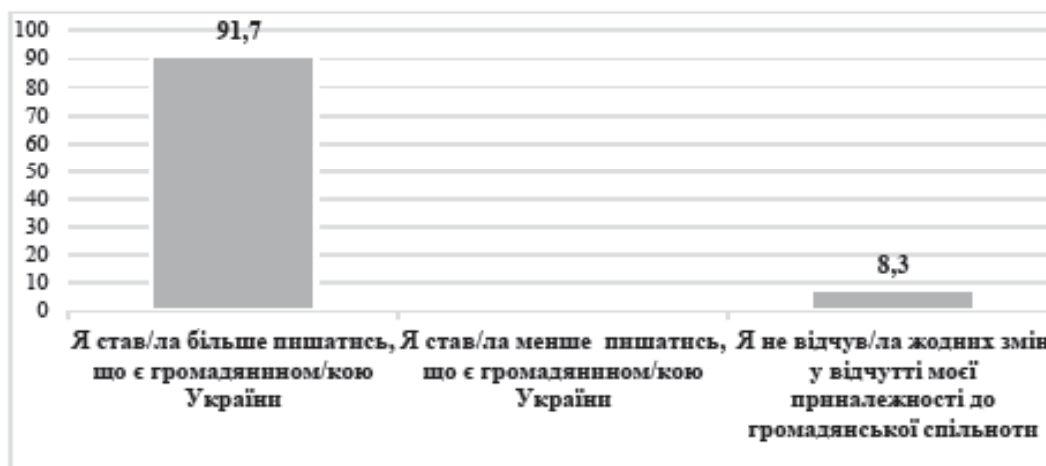 100
90
80
70
60
50
40
30
20
10
0
91,7
8,3
Я став/ла більше пишатись,
що є громадянином/кою
України
Я став/ла менше пишатись,
що є громадянином/кою
України
Я не відчув/ла жодних змін
у відчутті моєї
приналежності до
громадянської спільноти